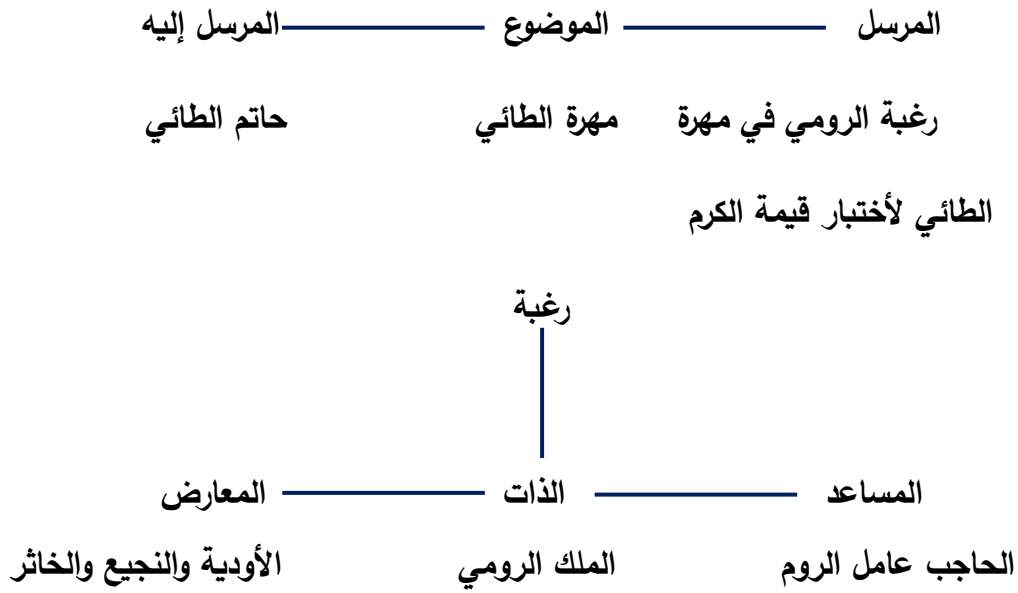 المرسل الموضوع المرسل إليه
رغبة الرومي في مهرة مهرة الطائي حاتم الطائي
الطائي لأختبار قيمة الكرم
رغبة
المساعد الذات المعارض
الحاجب عامل الروم الملك الرومي الأودية والنجيع والخاثر